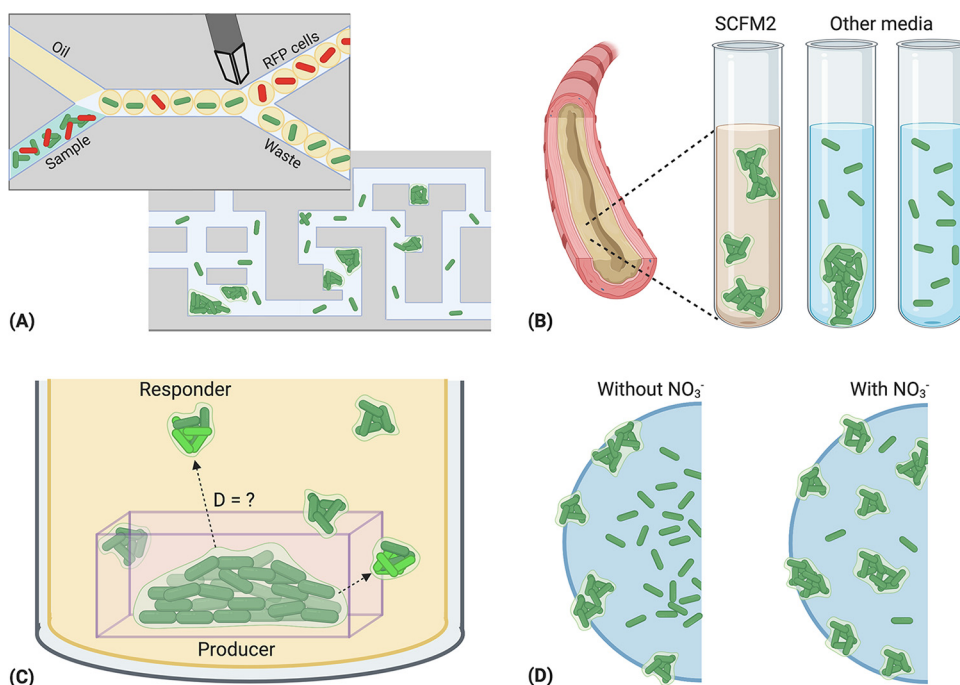 Oil
RFP cells
Sample
Waste
(A)
SCFM2
Other media
(B)
Responder
D = ?
Producer
(C)
Without NO₃⁻
With NO₃⁻
(D)